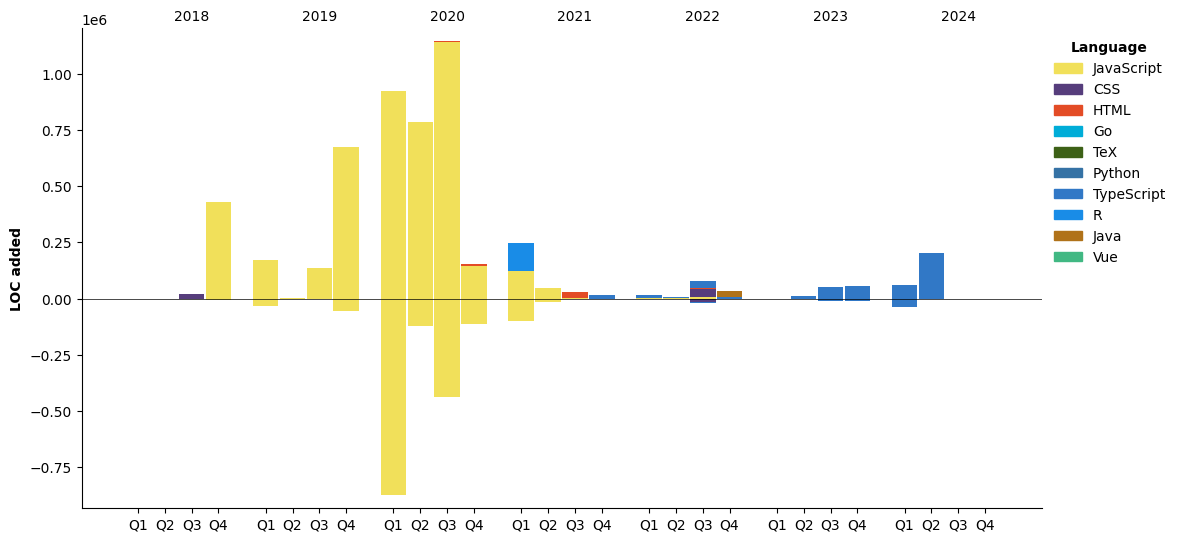 1e6
2018 2019 2020 2021 2022 2023 2024
LOC added
1.00
0.75
0.50
0.25
0.00
−0.25
−0.50
−0.75
Q1 Q2 Q3 Q4 Q1 Q2 Q3 Q4 Q1 Q2 Q3 Q4 Q1 Q2 Q3 Q4 Q1 Q2 Q3 Q4 Q1 Q2 Q3 Q4 Q1 Q2 Q3 Q4
Language
JavaScript
CSS
HTML
Go
TeX
Python
TypeScript
R
Java
Vue